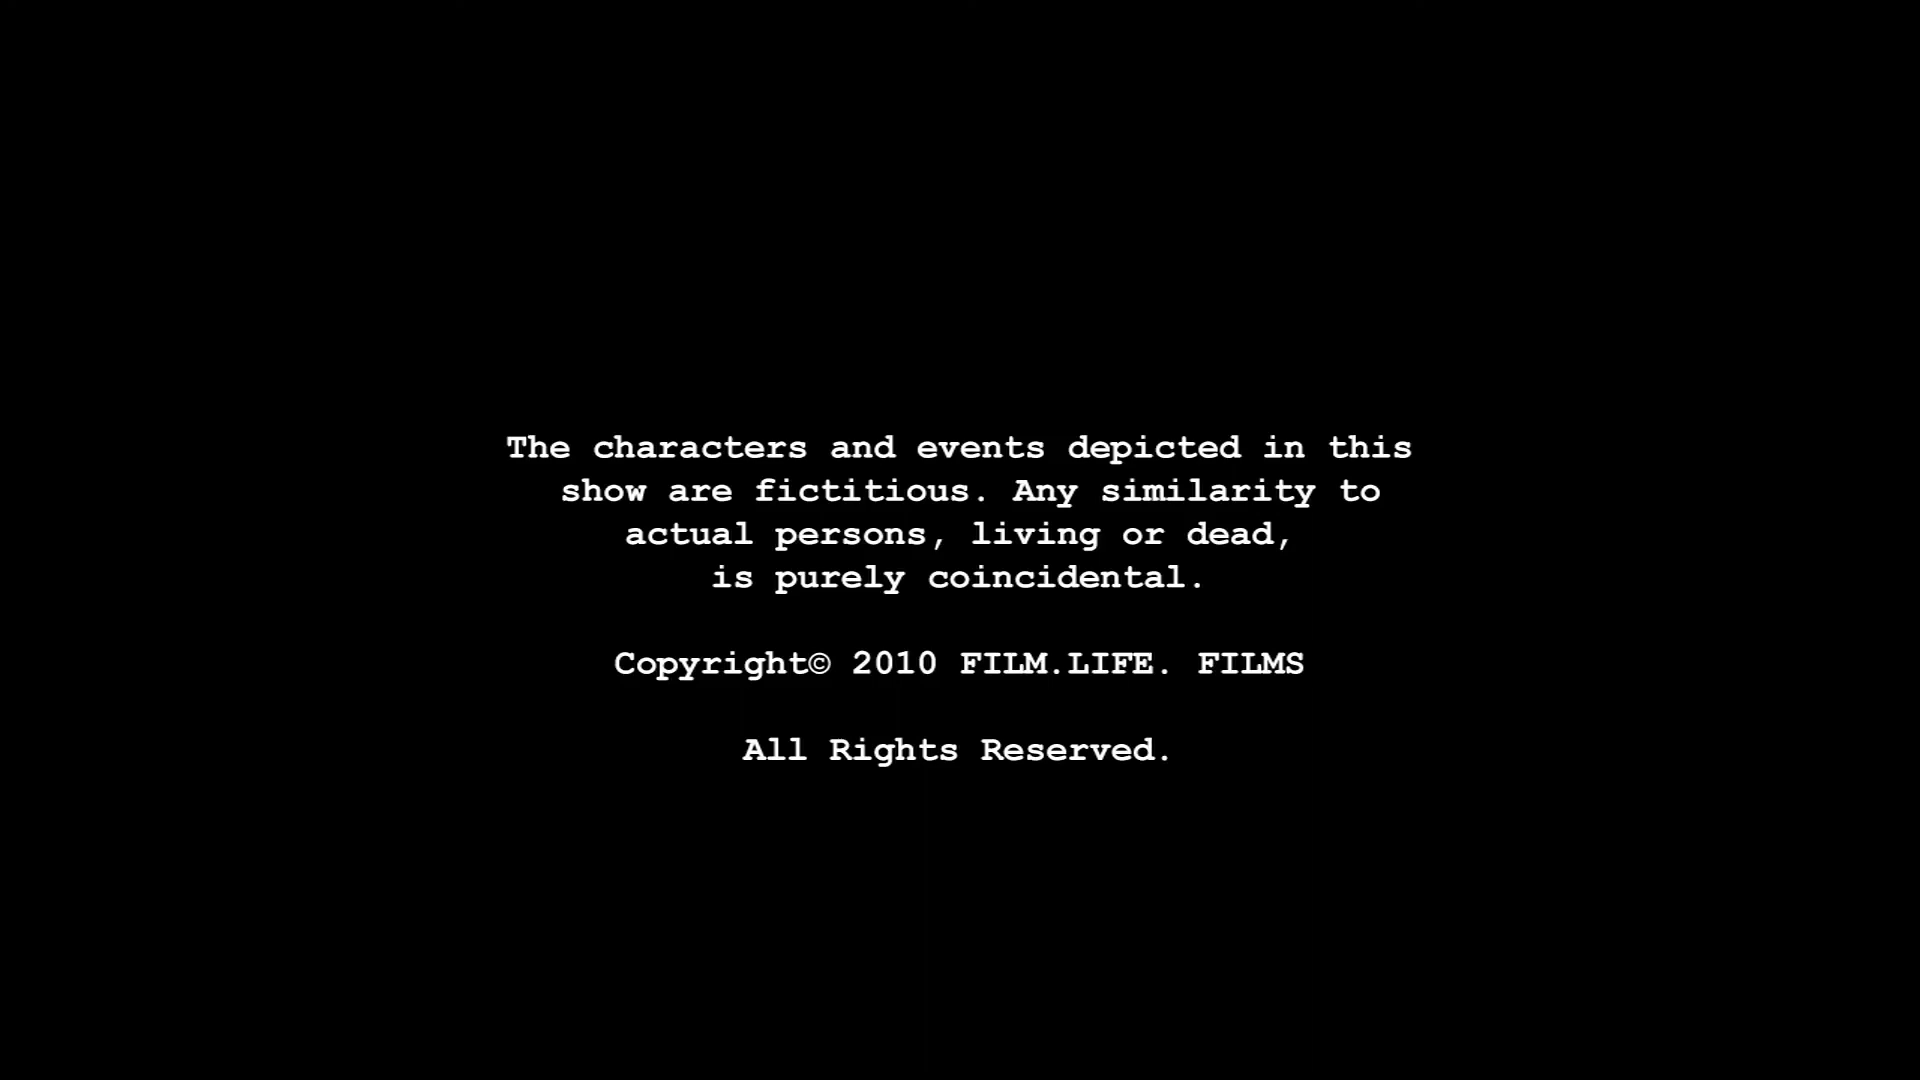 The characters and events depicted in this
show are fictitious. Any similarity to
actual persons, living or dead,
is purely coincidental.
Copyright© 2010 FILM.LIFE. FILMS
All Rights Reserved.